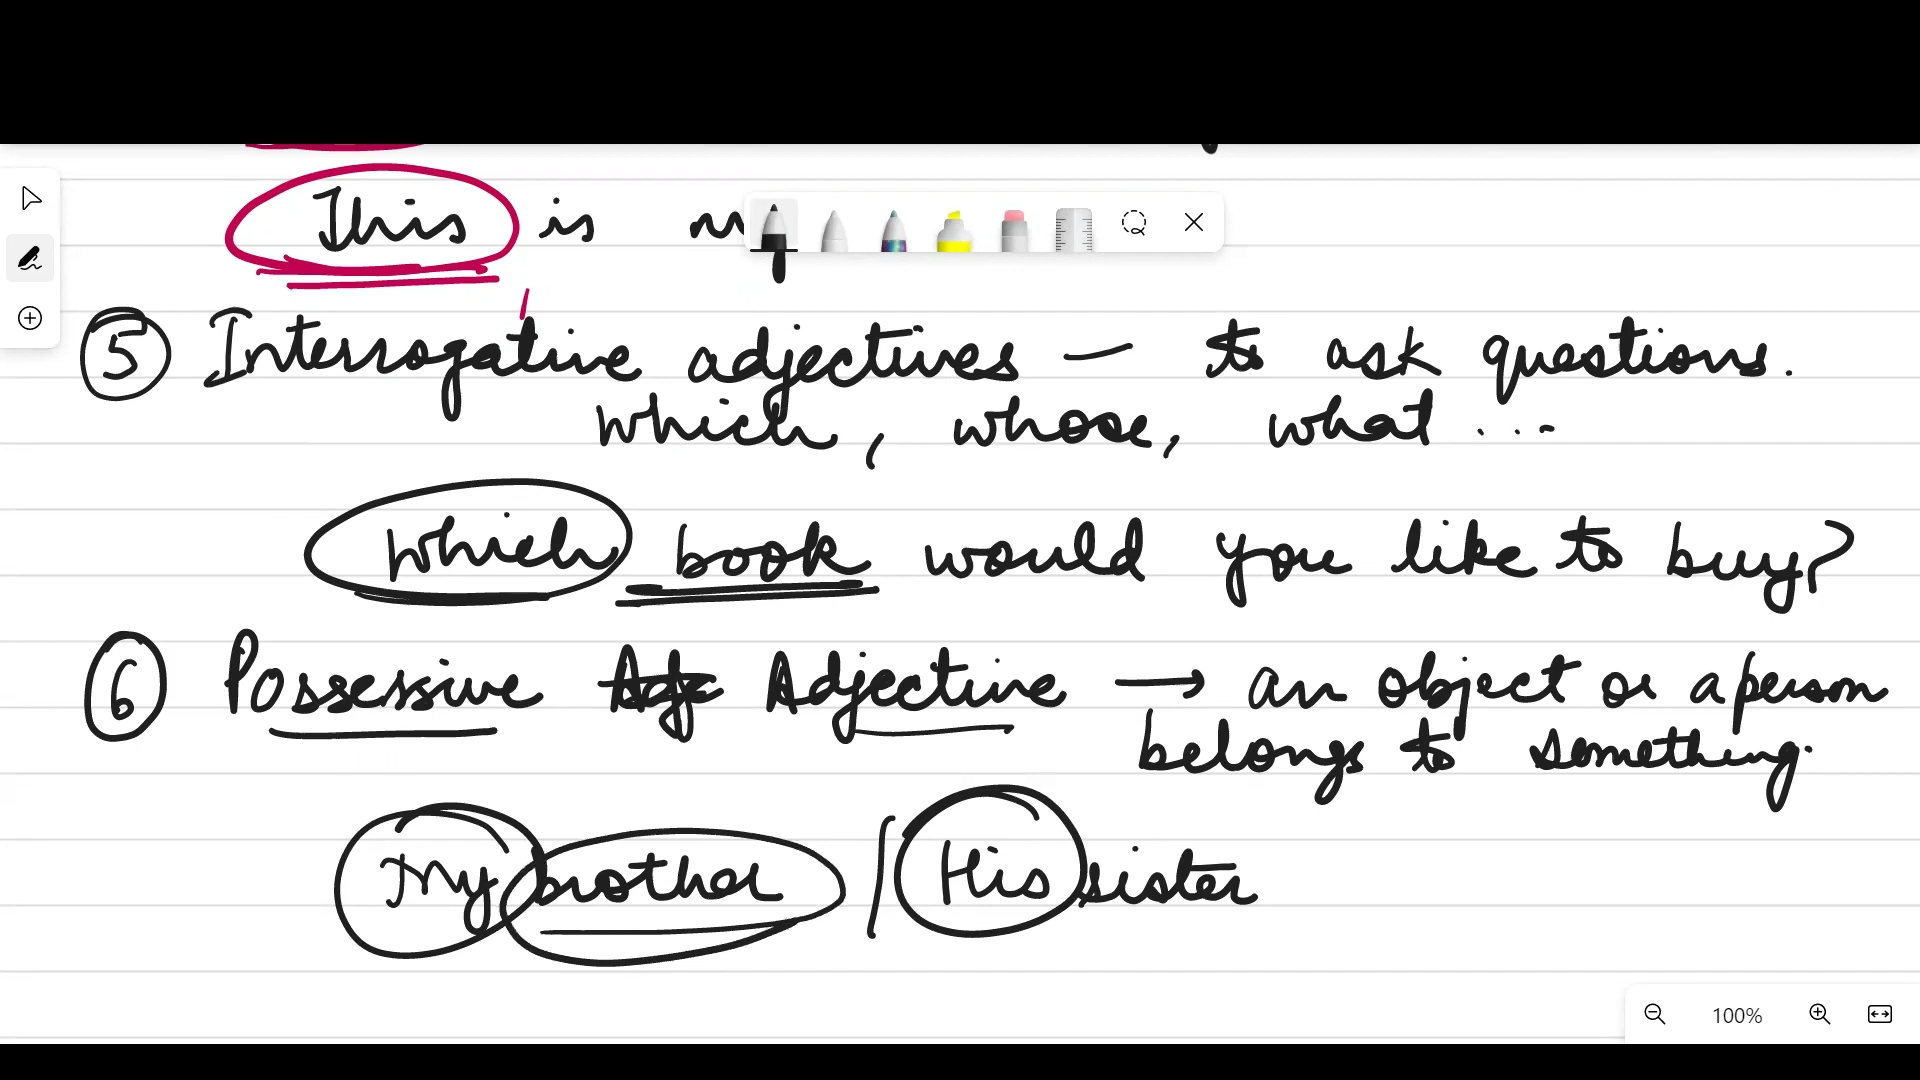 This is
⑤ Interrogative adjectives — to ask questions.
which, whose, what ...
Which book would you like to buy?
⑥ Possessive Adjective → an object or a person
belongs to something.
My brother / His sister
100%